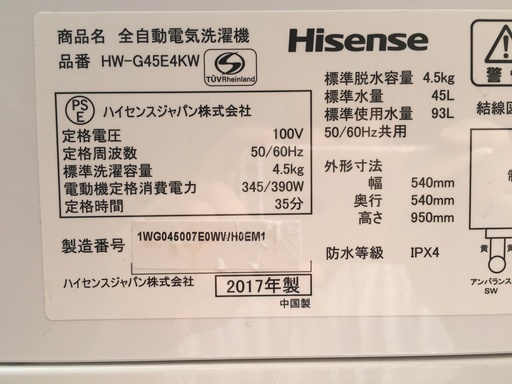 商品名 全自動電気洗濯機
品番 HW-G45E4KW
TÜVRheinland
Hisense
PS
E
ハイセンスジャパン株式会社
定格電圧 100V
定格周波数 50/60Hz
標準洗濯容量 4.5kg
電動機定格消費電力 345/390W
定格時間 35分
製造番号
1WG045007E0WV/H0EM1
ハイセンスジャパン株式会社
2017年製
中国製
標準脱水容量 4.5kg
標準水量 45L
標準使用水量 93L
50/60Hz共用
外形寸法
幅 540mm
奥行 540mm
高さ 950mm
防水等級 IPX4
警
結線図
制
黄 黄
アンバランス
SW